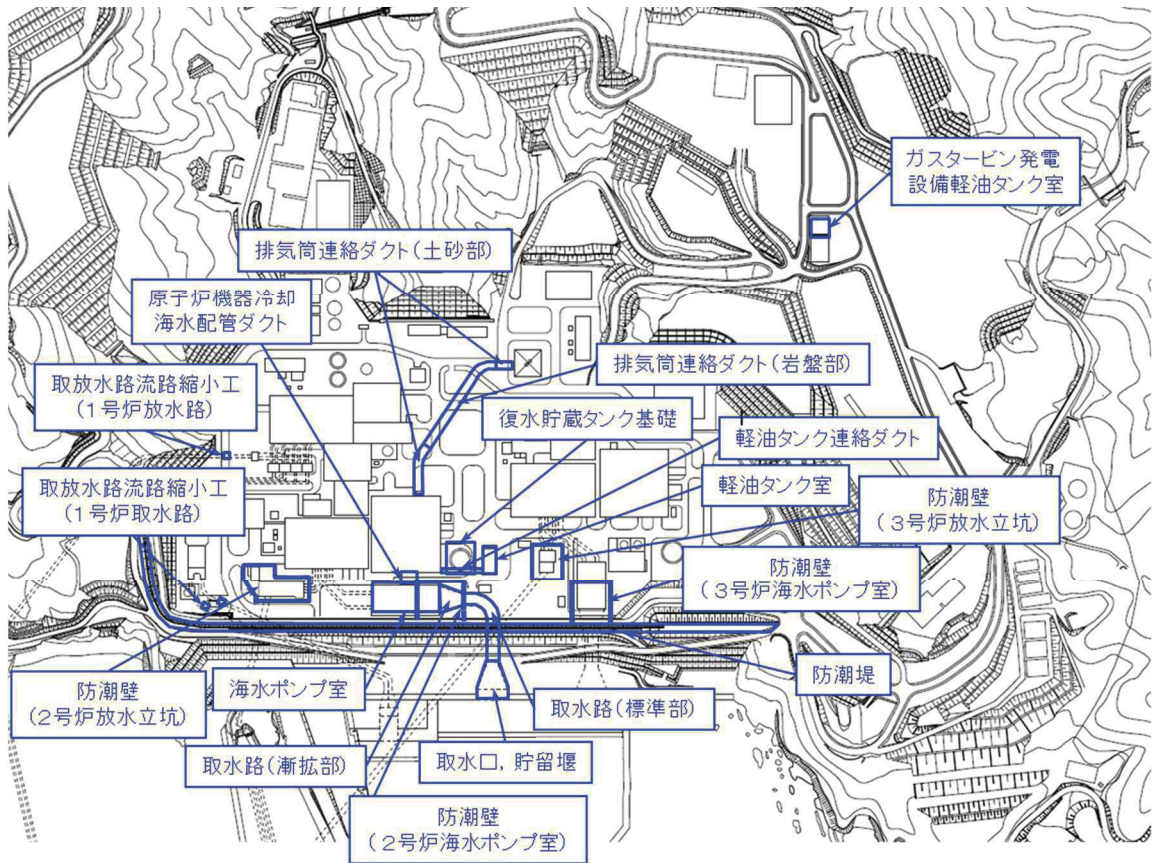 ガスタービン発電
設備軽油タンク室
排気筒連絡ダクト(土砂部)
原子炉機器冷却
海水配管ダクト
排気筒連絡ダクト(岩盤部)
取放水路流路縮小工
(1号炉放水路)
復水貯蔵タンク基礎
軽油タンク連絡ダクト
軽油タンク室
取放水路流路縮小工
(1号炉取水路)
防潮壁
(3号炉放水立坑)
防潮壁
(3号炉海水ポンプ室)
防潮堤
防潮壁
(2号炉放水立坑)
海水ポンプ室
取水路(標準部)
取水路(漸拡部)
取水口,貯留堰
防潮壁
(2号炉海水ポンプ室)